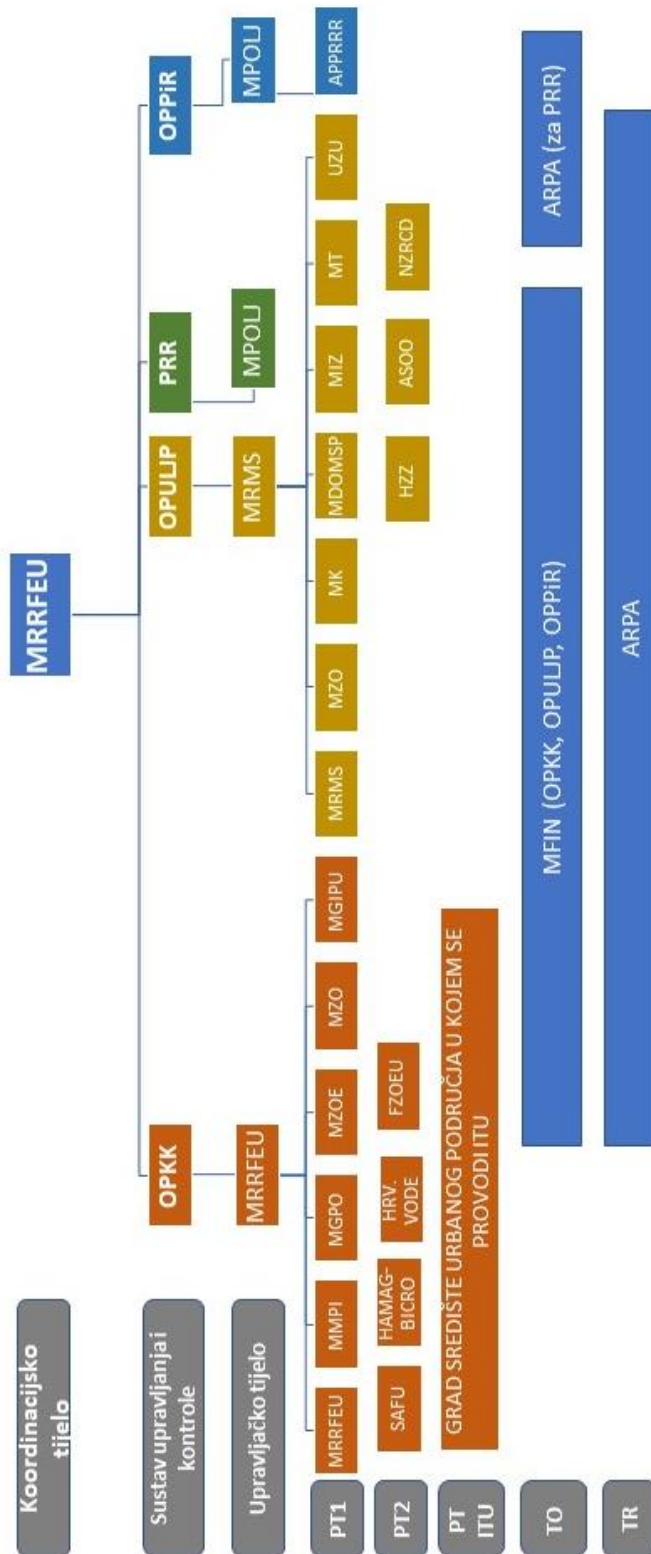 Koordinacijsko
tijelo
MRRFEU
Sustav upravljanja i
kontrole
OPKK
OPULJP
PRR
OPPiR
Upravljačko tijelo
MRRFEU
MRMS
MPOLJ
MPOLJ
PT1
MRRFEU
MMPI
MGPO
MZOE
MZO
MGIPU
MRMS
MZO
MK
MDOMSP
MIZ
MT
UZU
APPRRR
PT2
SAFU
HAMAG-
BICRO
HRV.
VODE
FZOEU
HZZ
ASOO
NZRCD
PT
ITU
GRAD SREDIŠTE URBANOG PODRUČJA U KOJEM SE
PROVODI ITU
TO
MFIN (OPKK, OPULJP, OPPiR)
ARPA (za PRR)
TR
ARPA